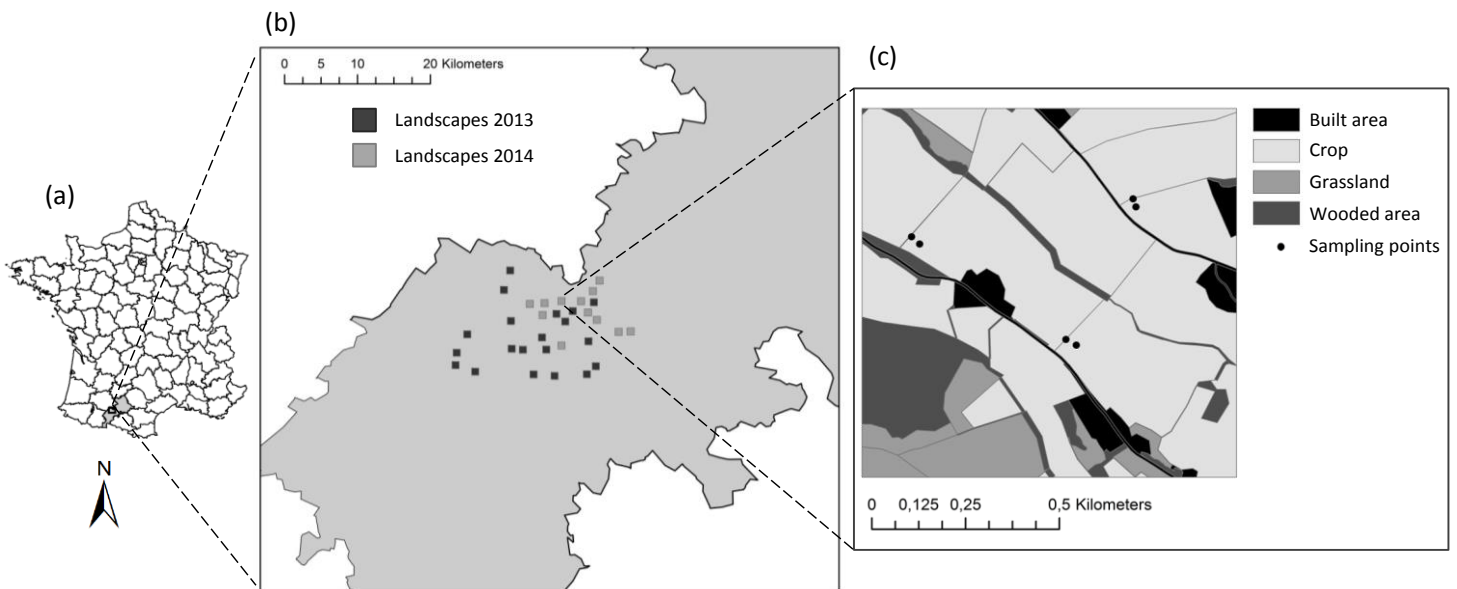 (a)
N
(b)
0 5 10 20 Kilometers
Landscapes 2013
Landscapes 2014
(c)
Built area
Crop
Grassland
Wooded area
Sampling points
0 0,125 0,25 0,5 Kilometers